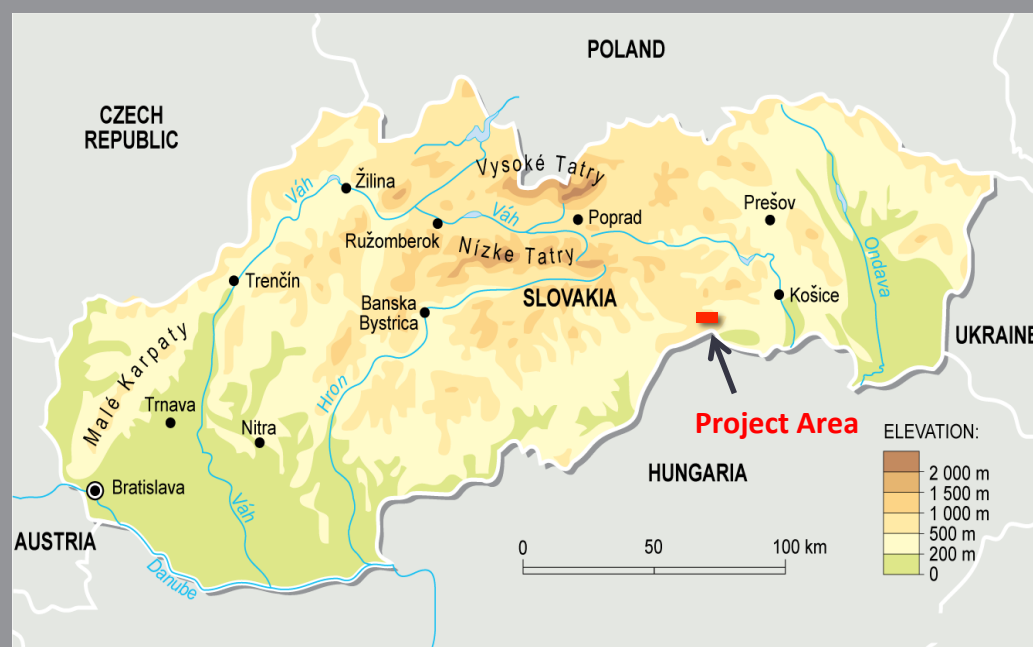 POLAND
CZECH
REPUBLIC
Vysoké Tatry
Váh
Žilina
Váh
Poprad
Prešov
Ružomberok
Nízke Tatry
Ondava
Trenčín
Košice
Banska
Bystrica
SLOVAKIA
UKRAINE
Malé Karpaty
Hron
Trnava
Project Area
Nitra
ELEVATION:
HUNGARIA
2 000 m
1 500 m
1 000 m
500 m
200 m
0
Bratislava
Váh
AUSTRIA
0
50
100 km
Danube